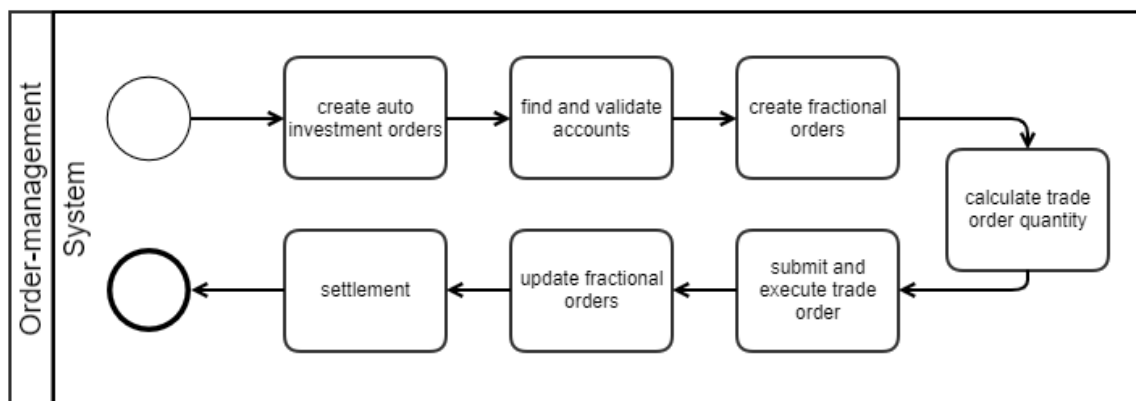 Order-management
System
create auto
investment orders
find and validate
accounts
create fractional
orders
calculate trade
order quantity
submit and
execute trade
order
update fractional
orders
settlement